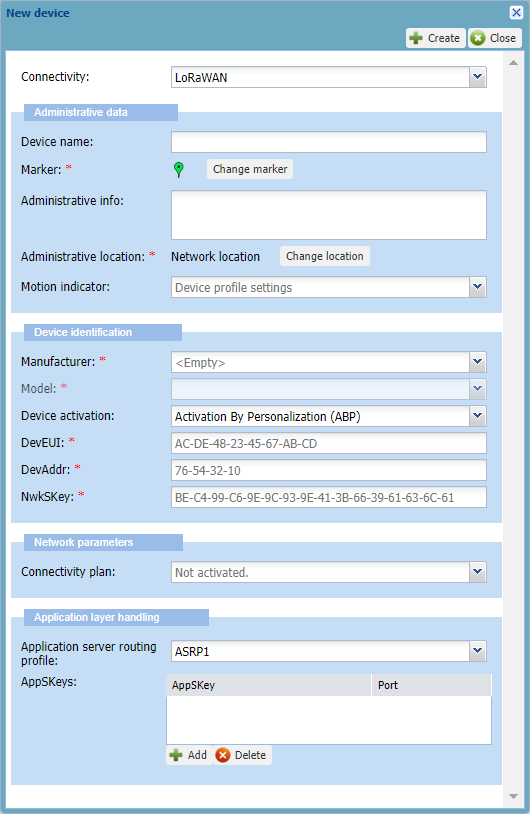 New device
Create Close
Connectivity: LoRaWAN
Administrative data
Device name:
Marker: * Change marker
Administrative info:
Administrative location: * Network location Change location
Motion indicator: Device profile settings
Device identification
Manufacturer: * <Empty>
Model: *
Device activation: Activation By Personalization (ABP)
DevEUI: * AC-DE-48-23-45-67-AB-CD
DevAddr: * 76-54-32-10
NwkSKey: * BE-C4-99-C6-9E-9C-93-9E-41-3B-66-39-61-63-6C-61
Network parameters
Connectivity plan: Not activated.
Application layer handling
Application server routing
profile: ASRP1
AppSKeys: AppSKey Port
Add Delete